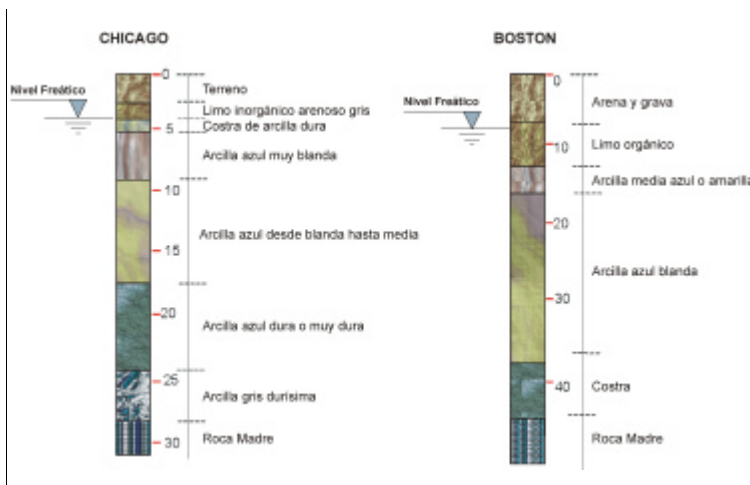 CHICAGO
Nivel Freático
0
5
10
15
20
25
30
Terreno
Limo inorgánico arenoso gris
Costra de arcilla dura
Arcilla azul muy blanda
Arcilla azul desde blanda hasta media
Arcilla azul dura o muy dura
Arcilla gris durisima
Roca Madre
BOSTON
Nivel Freático
0
10
20
30
40
Arena y grava
Limo orgánico
Arcilla media azul o amarilla
Arcilla azul blanda
Costra
Roca Madre